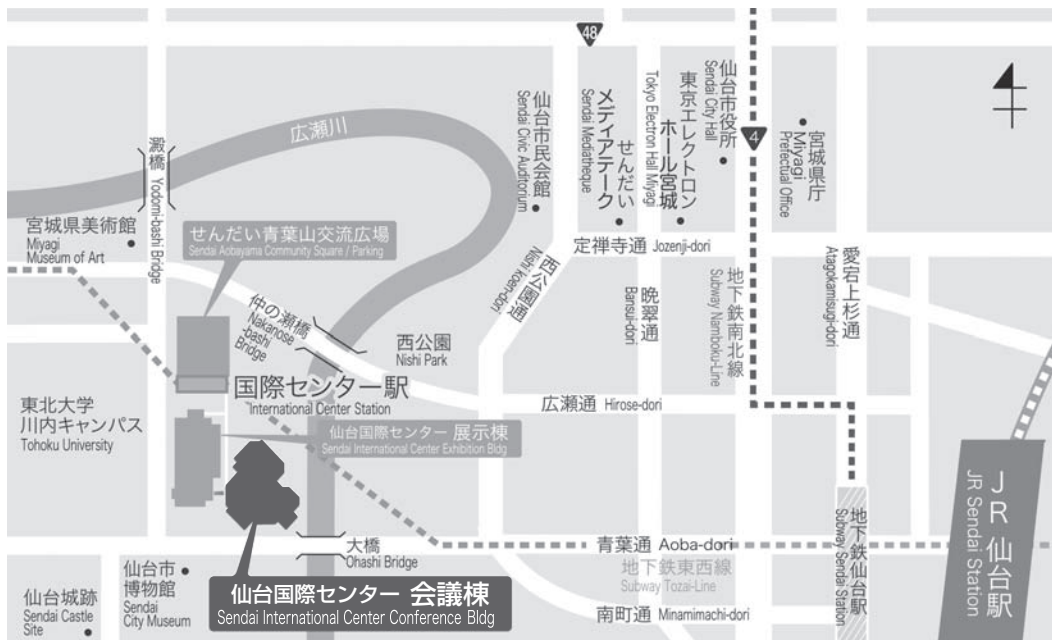 48
4
広瀬川
澱橋 Yodomi-bashi Bridge
宮城県美術館
Miyagi
Museum of Art
せんだい青葉山交流広場
Sendai Aobayama Community Square / Parking
仙台市民会館
Sendai Civic Auditorium
せんだい
メディアテーク
Sendai Mediatheque
東京エレクトロン
ホール宮城
Tokyo Electron Hall Miyagi
仙台市役所
Sendai City Hall
宮城県庁
Miyagi
Prefectual Office
定禅寺通 Jozenji-dori
西公園通
Nishi koen-dori
晩翠通
Bansui-dori
地下鉄南北線
Subway Namboku-Line
愛宕上杉通
Atagokamisugi-dori
仲の瀬橋
Nakanose
-bashi
Bridge
西公園
Nishi Park
国際センター駅
International Center Station
広瀬通 Hirose-dori
東北大学
川内キャンパス
Tohoku University
仙台国際センター 展示棟
Sendai International Center Exhibition Bldg
JR 仙台駅
JR Sendai Station
地下鉄仙台駅
Subway Sendai Station
大橋
Ohashi Bridge
青葉通 Aoba-dori
地下鉄東西線
Subway Tozai-Line
南町通 Minamimachi-dori
仙台城跡
Sendai Castle
Site
仙台市
博物館
Sendai
City Museum
仙台国際センター 会議棟
Sendai International Center Conference Bldg